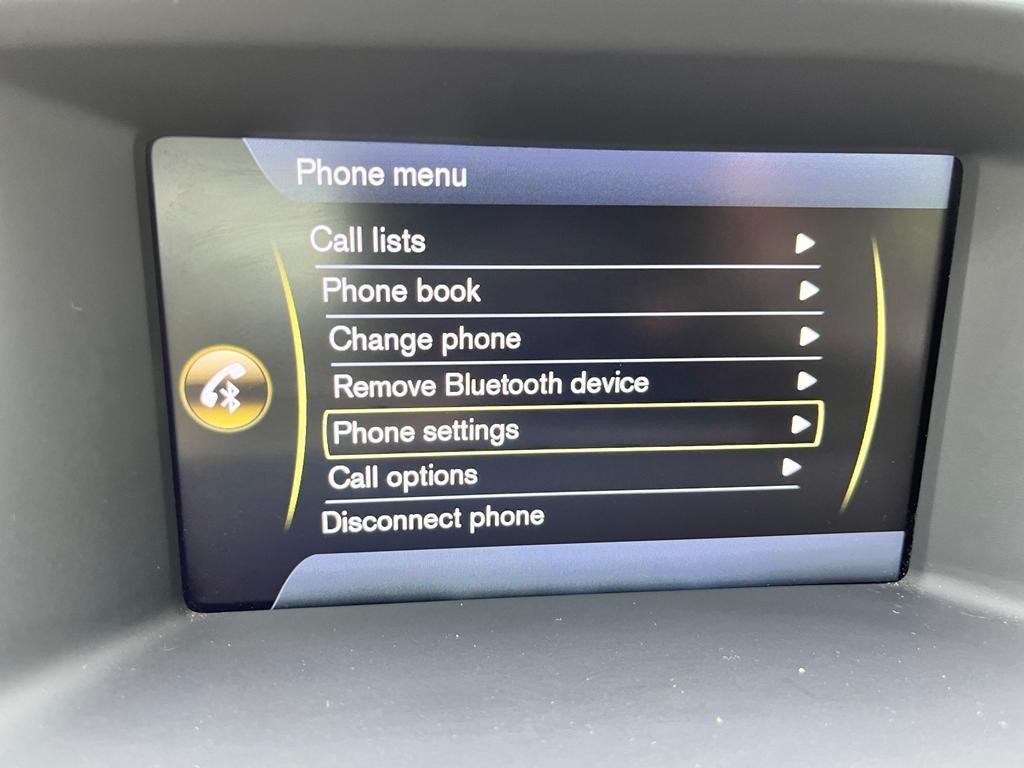 Phone menu
Call lists
Phone book
Change phone
Remove Bluetooth device
Phone settings
Call options
Disconnect phone